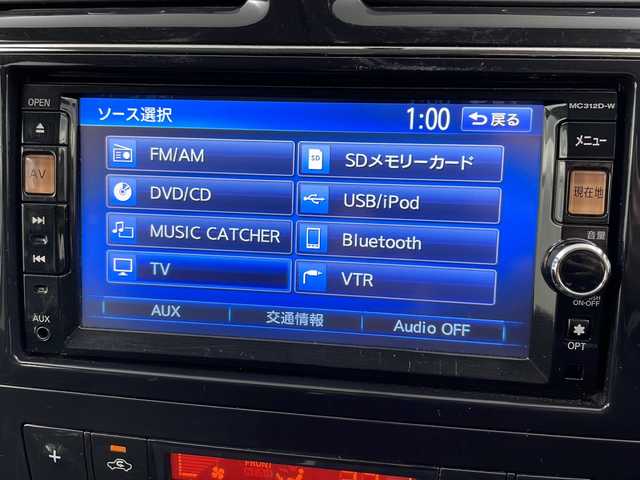 OPEN
MC312D-W
ソース選択
1:00
戻る
メニュー
AV
FM/AM
SD
SDメモリーカード
現在地
DVD/CD
USB/iPod
音量
MUSIC CATCHER
Bluetooth
TV
VTR
ON-OFF
AUX
AUX
交通情報
Audio OFF
OPT
FRONT